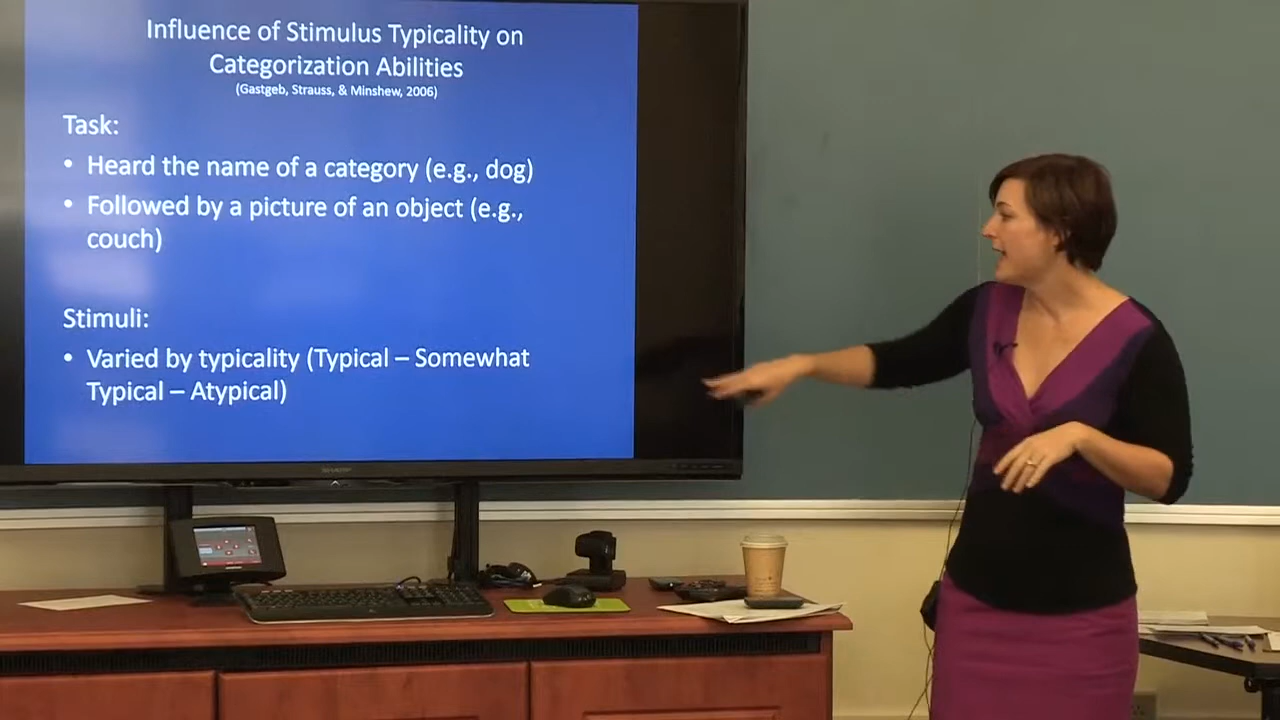 Influence of Stimulus Typicality on
Categorization Abilities
(Gastgeb, Strauss, & Minshew, 2006)
Task:
• Heard the name of a category (e.g., dog)
• Followed by a picture of an object (e.g.,
couch)
Stimuli:
• Varied by typicality (Typical – Somewhat
Typical – Atypical)
SHARP